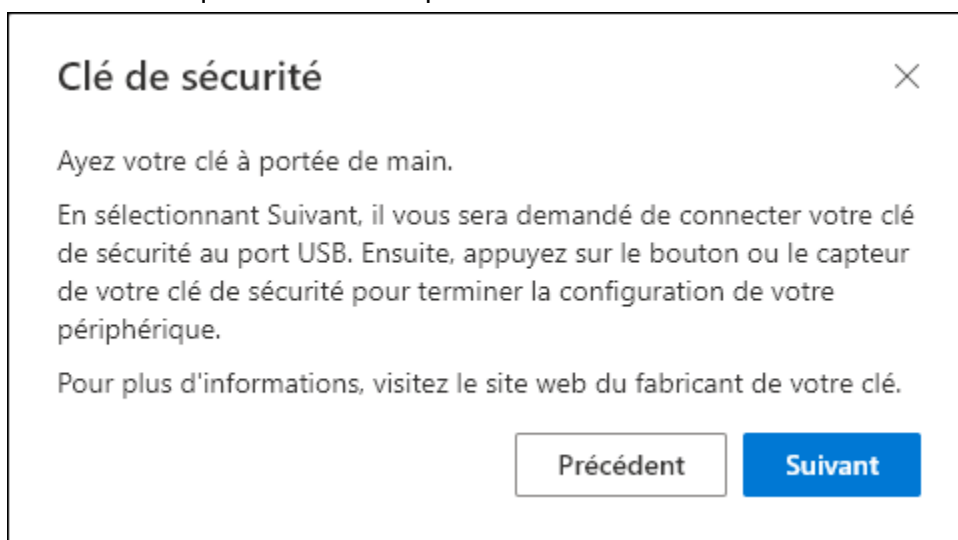 Clé de sécurité
Ayez votre clé à portée de main.
En sélectionnant Suivant, il vous sera demandé de connecter votre clé
de sécurité au port USB. Ensuite, appuyez sur le bouton ou le capteur
de votre clé de sécurité pour terminer la configuration de votre
périphérique.
Pour plus d'informations, visitez le site web du fabricant de votre clé.
Précédent
Suivant